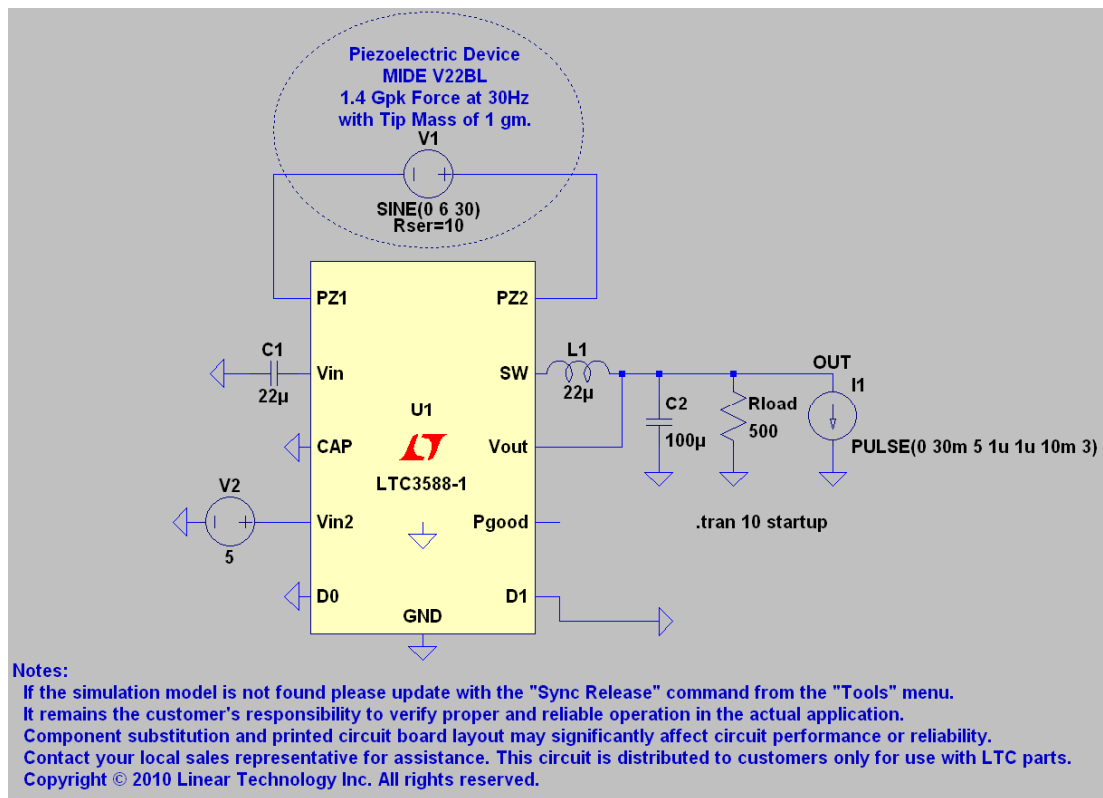 Piezoelectric Device
MIDE V22BL
1.4 Gpk Force at 30Hz
with Tip Mass of 1 gm.
V1
SINE(0 6 30)
Rser=10
PZ1
PZ2
C1
22µ
Vin
SW
L1
22µ
OUT
I1
C2
100µ
Rload
500
PULSE(0 30m 5 1u 1u 10m 3)
U1
CAP
Vout
LTC3588-1
V2
5
Vin2
Pgood
.tran 10 startup
D0
D1
GND
Notes:
If the simulation model is not found please update with the "Sync Release" command from the "Tools" menu.
It remains the customer's responsibility to verify proper and reliable operation in the actual application.
Component substitution and printed circuit board layout may significantly affect circuit performance or reliability.
Contact your local sales representative for assistance. This circuit is distributed to customers only for use with LTC parts.
Copyright © 2010 Linear Technology Inc. All rights reserved.